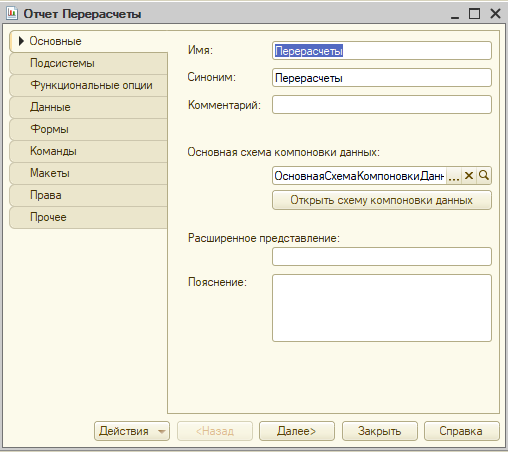 Отчет Перерасчеты
Основные
Подсистемы
Функциональные опции
Данные
Формы
Команды
Макеты
Права
Прочее
Имя:
Перерасчеты
Синоним:
Перерасчеты
Комментарий:
Основная схема компоновки данных:
ОсновнаяСхемаКомпоновкиДанн
...
Открыть схему компоновки данных
Расширенное представление:
Пояснение:
Действия
<Назад
Далее>
Закрыть
Справка